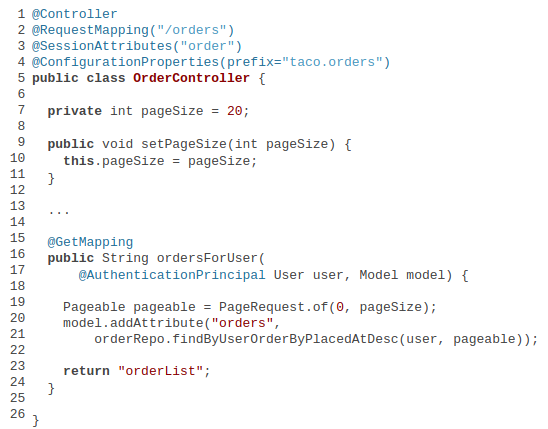 1 @Controller
2 @RequestMapping("/orders")
3 @SessionAttributes("order")
4 @ConfigurationProperties(prefix="taco.orders")
5 public class OrderController {
6
7   private int pageSize = 20;
8
9   public void setPageSize(int pageSize) {
10     this.pageSize = pageSize;
11   }
12
13   ...
14
15   @GetMapping
16   public String ordersForUser(
17       @AuthenticationPrincipal User user, Model model) {
18
19     Pageable pageable = PageRequest.of(0, pageSize);
20     model.addAttribute("orders",
21         orderRepo.findByUserOrderByPlacedAtDesc(user, pageable));
22
23     return "orderList";
24   }
25
26 }